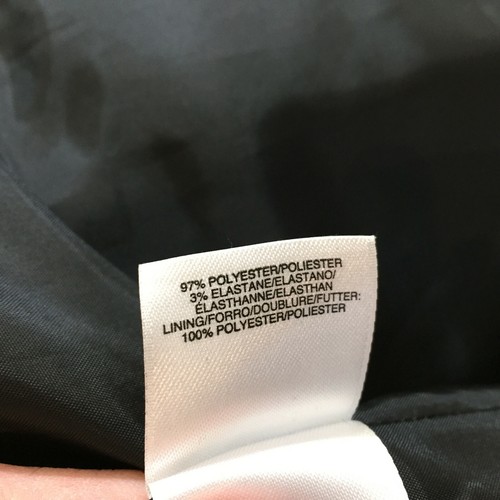 97% POLYESTER/POLIESTER
3% ELASTANE/ELASTANO/
ÉLASTHANNE/ELASTHAN
LINING/FORRO/DOUBLURE/FUTTER:
100% POLYESTER/POLIESTER